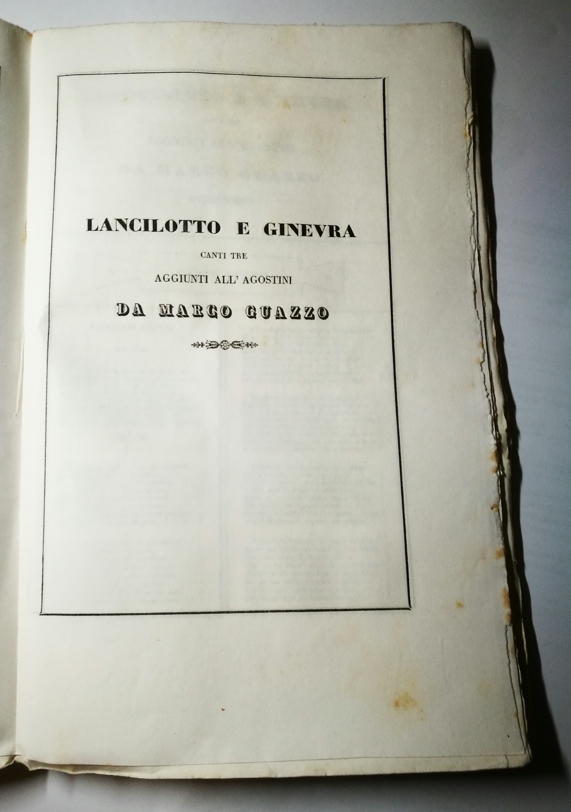 LANCILOTTO E GINEVRA
CANTI TRE
AGGIUNTI ALL' AGOSTINI
DA MARCO GUAZZO